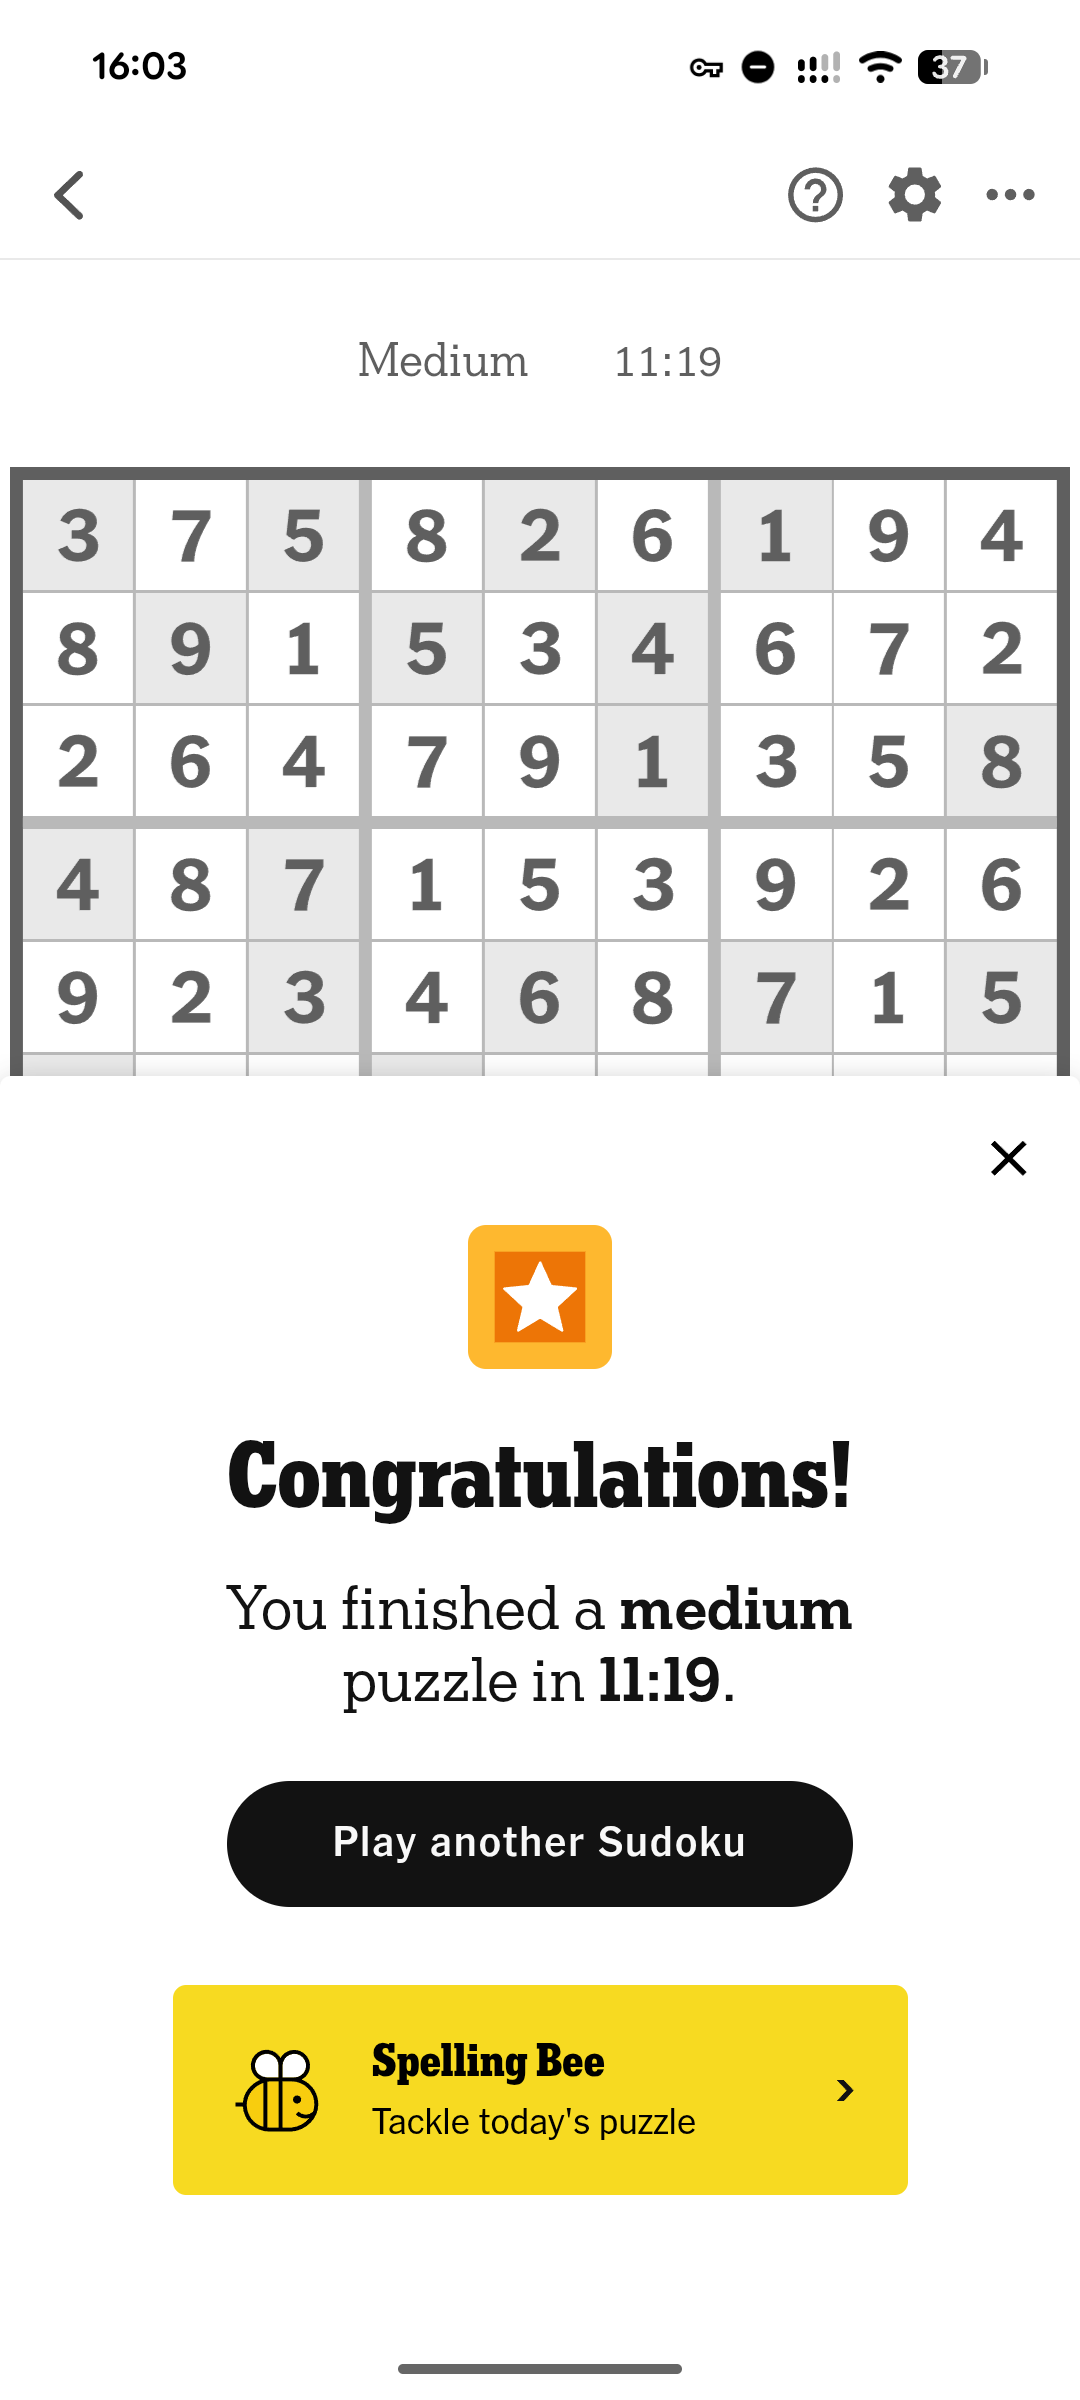 16:03 37
Medium 11:19
3 7 5 8 2 6 1 9 4
8 9 1 5 3 4 6 7 2
2 6 4 7 9 1 3 5 8
4 8 7 1 5 3 9 2 6
9 2 3 4 6 8 7 1 5
Congratulations!
You finished a medium
puzzle in 11:19.
Play another Sudoku
Spelling Bee
Tackle today's puzzle